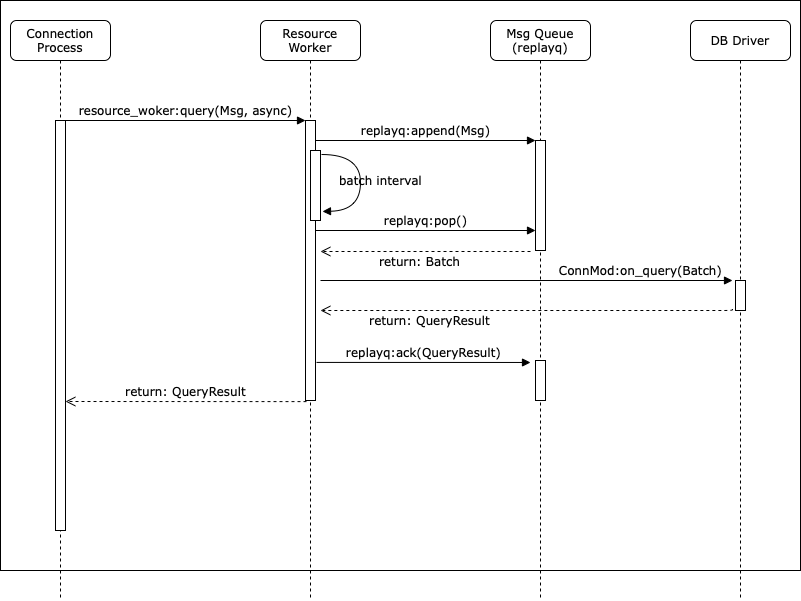 Connection
Process
Resource
Worker
Msg Queue
(replayq)
DB Driver
resource_woker:query(Msg, async)
replayq:append(Msg)
batch interval
replayq:pop()
return: Batch
ConnMod:on_query(Batch)
return: QueryResult
replayq:ack(QueryResult)
return: QueryResult